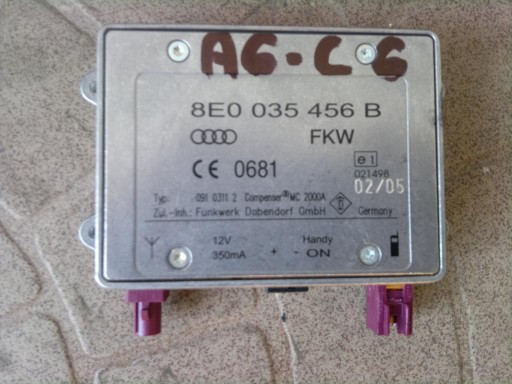 A6-C6
8E0 035 456 B
FKW
CE 0681
e1
021498
02/05
Typ: 091 0311 2 Compenser®MC 2000A
Zul.-Inh.: Funkwerk Dabendorf GmbH D Germany
12V Handy
350mA + - ON